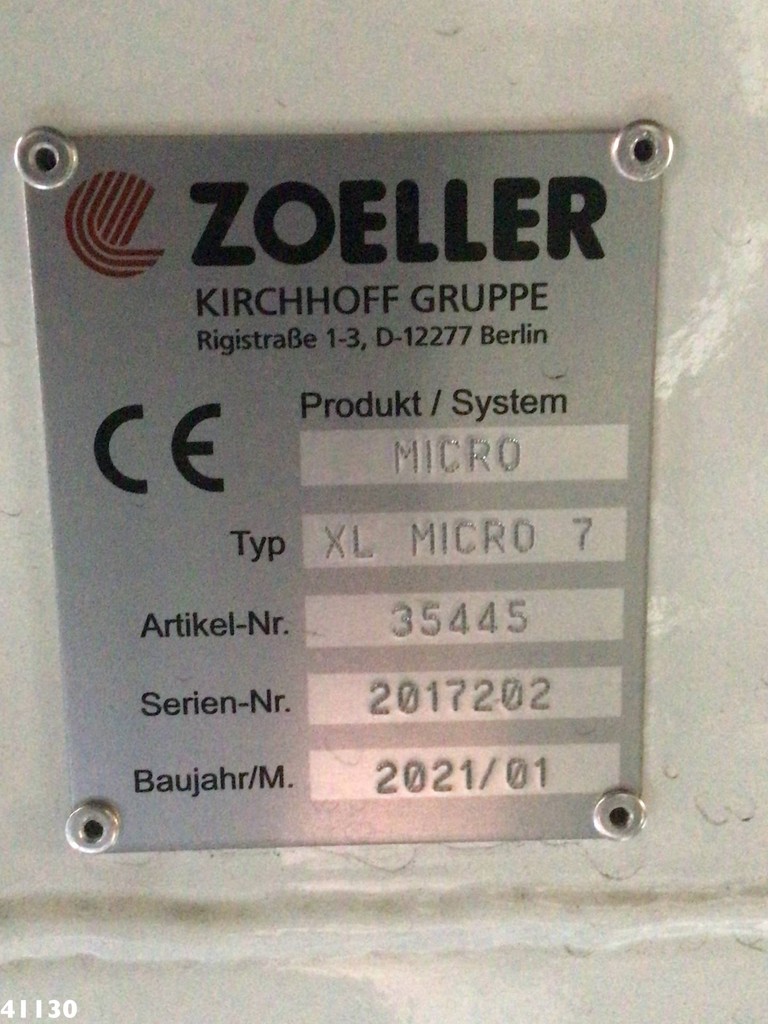 ZOELLER
KIRCHHOFF GRUPPE
Rigistraße 1-3, D-12277 Berlin
CE
Produkt / System
MICRO
Typ XL MICRO 7
Artikel-Nr. 35445
Serien-Nr. 2017202
Baujahr/M. 2021/01
41130